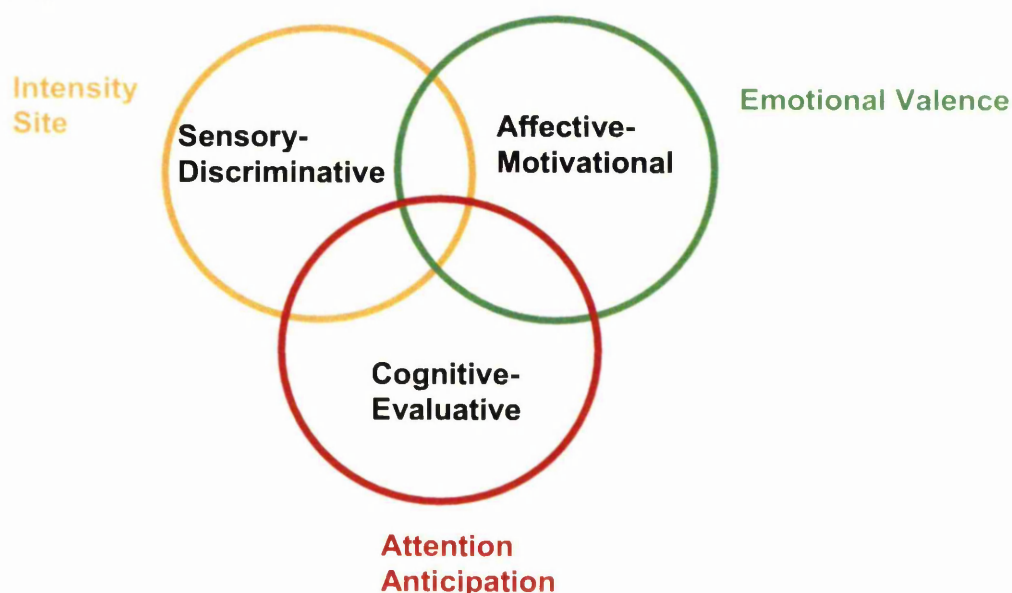 Intensity
Site
Sensory-
Discriminative
Affective-
Motivational
Emotional Valence
Cognitive-
Evaluative
Attention
Anticipation